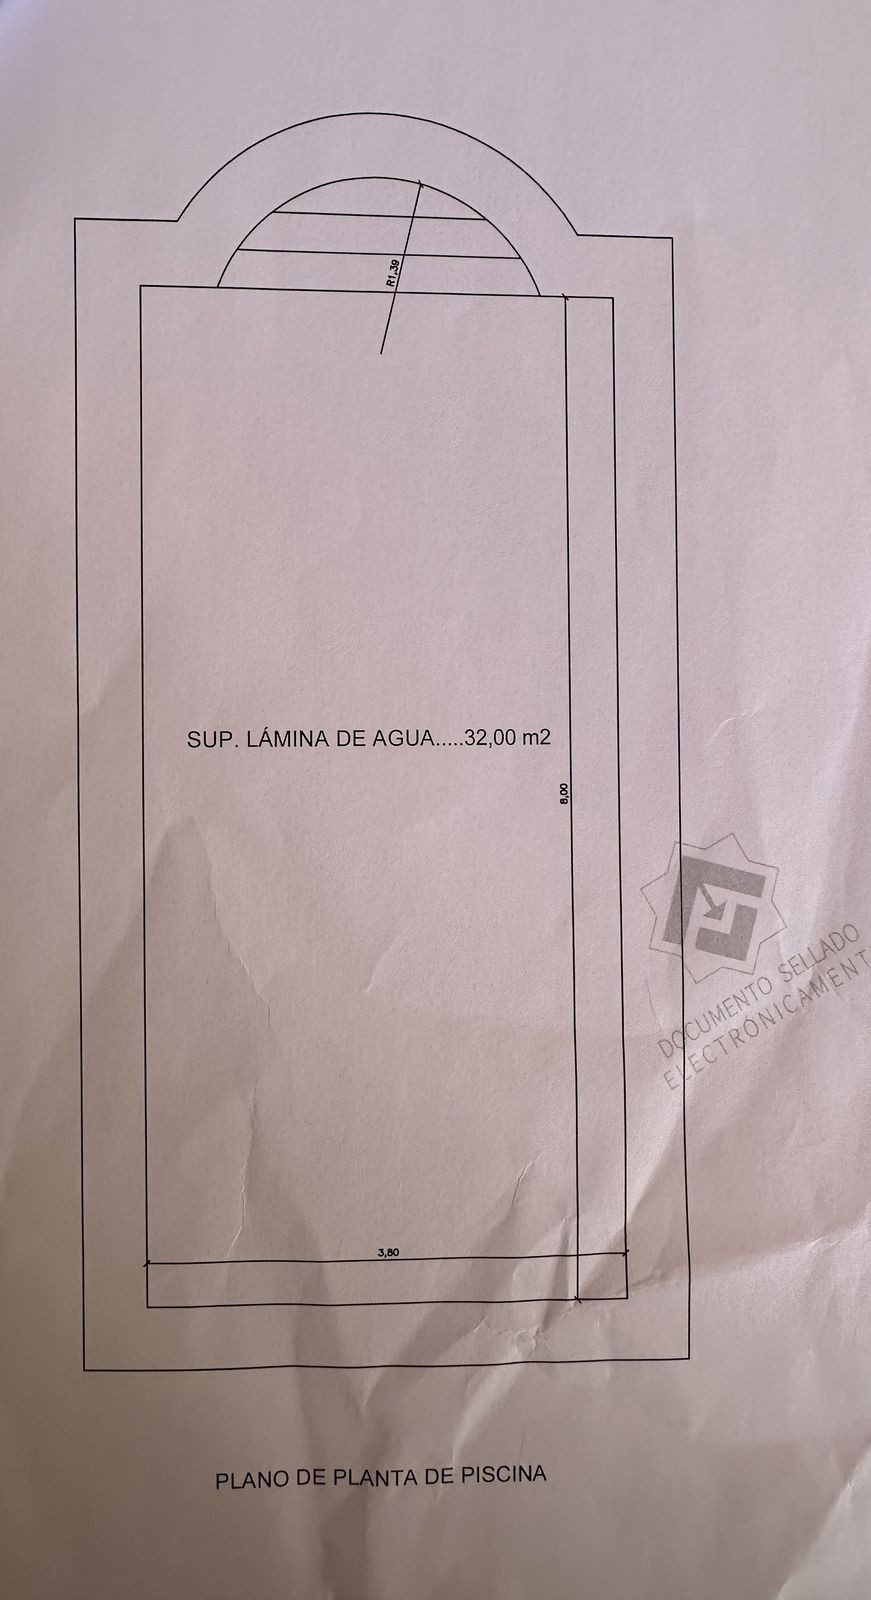 R1,39
SUP. LÁMINA DE AGUA.....32,00 m2
8,00
DOCUMENTO SELLADO
ELECTRÓNICAMENT
3,80
PLANO DE PLANTA DE PISCINA